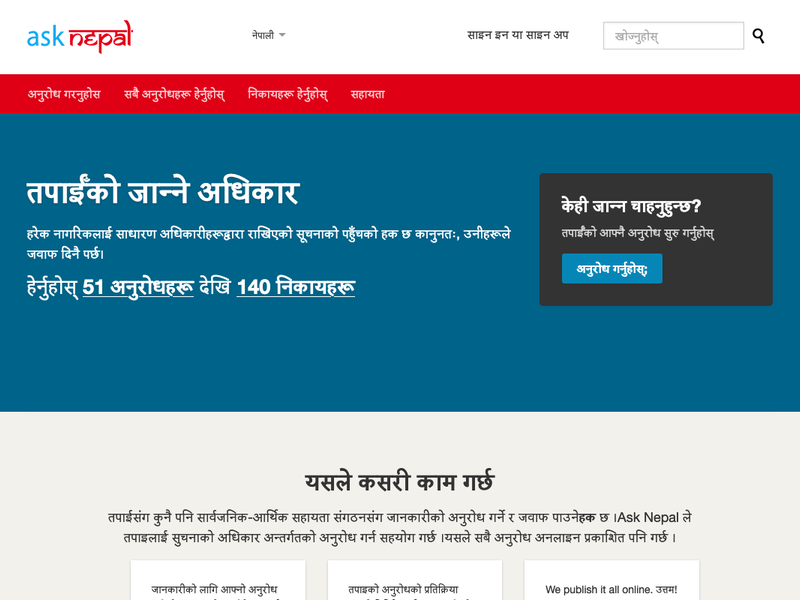 ask नेपाल
नेपाली
साइन इन या साइन अप
खोज्नुहोस्
अनुरोध गरनुहोस
सबै अनुरोधहरू हेर्नुहोस्
निकायहरू हेर्नुहोस्
सहायता
तपाईँको जान्ने अधिकार
हरेक नागरिकलाई साधारण अधिकारीहरूद्वारा राखिएको सूचनाको पहुँचको हक छ कानुनतः, उनीहरूले
जवाफ दिनै पर्छ।
हेर्नुहोस् 51 अनुरोधहरू देखि 140 निकायहरू
केही जान्न चाहनुहुन्छ?
तपाईँको आफ्नै अनुरोध सुरु गर्नुहोस्
अनुरोध गर्नुहोस्;
यसले कसरी काम गर्छ
तपाईसंग कुनै पनि सार्वजनिक-आर्थिक सहायता संगठनसंग जानकारीको अनुरोध गर्ने र जवाफ पाउनेहक छ ।Ask Nepal ले
तपाइलाई सुचनाको अधिकार अन्तर्गतको अनुरोध गर्न सहयोग गर्छ ।यसले सबै अनुरोध अनलाइन प्रकाशित पनि गर्छ ।
जानकारीको लागि आफ्नो अनुरोध
तपाइको अनुरोधको प्रतिक्रिया
We publish it all online. उत्तम!